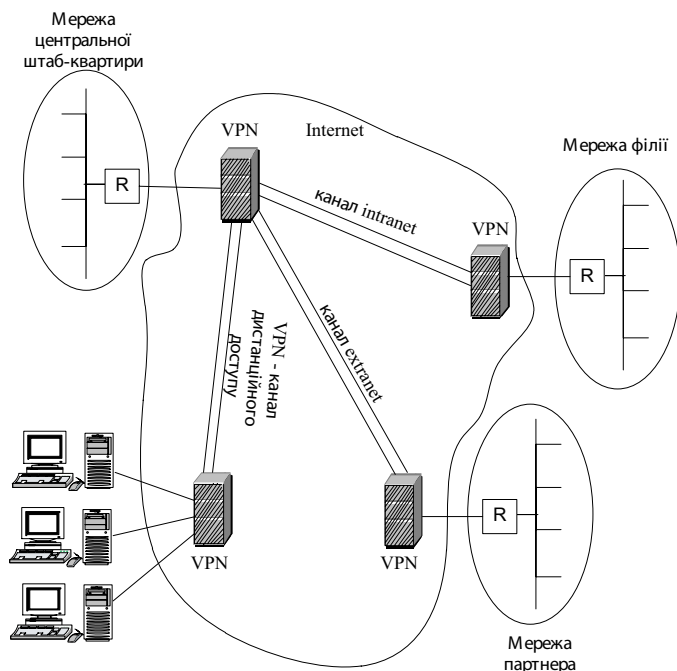 Мережа
центральної
штаб-квартири
VPN
Internet
Мережа філії
R
канал intranet
VPN
R
VPN - канал
дистанційного
доступу
канал extranet
R
VPN
VPN
Мережа
партнера